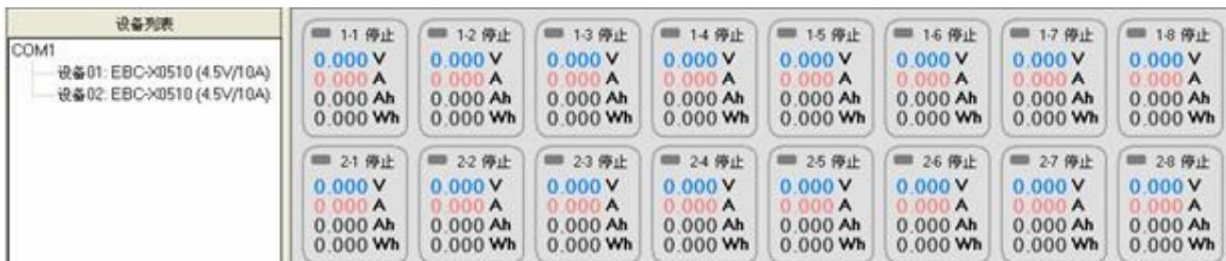 设备列表
COM1
设备01: EBC-X0510 (4.5V/10A)
设备02: EBC-X0510 (4.5V/10A)
1-1 停止 1-2 停止 1-3 停止 1-4 停止 1-5 停止 1-6 停止 1-7 停止 1-8 停止
0.000 V 0.000 V 0.000 V 0.000 V 0.000 V 0.000 V 0.000 V 0.000 V
0.000 A 0.000 A 0.000 A 0.000 A 0.000 A 0.000 A 0.000 A 0.000 A
0.000 Ah 0.000 Ah 0.000 Ah 0.000 Ah 0.000 Ah 0.000 Ah 0.000 Ah 0.000 Ah
0.000 Wh 0.000 Wh 0.000 Wh 0.000 Wh 0.000 Wh 0.000 Wh 0.000 Wh 0.000 Wh
2-1 停止 2-2 停止 2-3 停止 2-4 停止 2-5 停止 2-6 停止 2-7 停止 2-8 停止
0.000 V 0.000 V 0.000 V 0.000 V 0.000 V 0.000 V 0.000 V 0.000 V
0.000 A 0.000 A 0.000 A 0.000 A 0.000 A 0.000 A 0.000 A 0.000 A
0.000 Ah 0.000 Ah 0.000 Ah 0.000 Ah 0.000 Ah 0.000 Ah 0.000 Ah 0.000 Ah
0.000 Wh 0.000 Wh 0.000 Wh 0.000 Wh 0.000 Wh 0.000 Wh 0.000 Wh 0.000 Wh